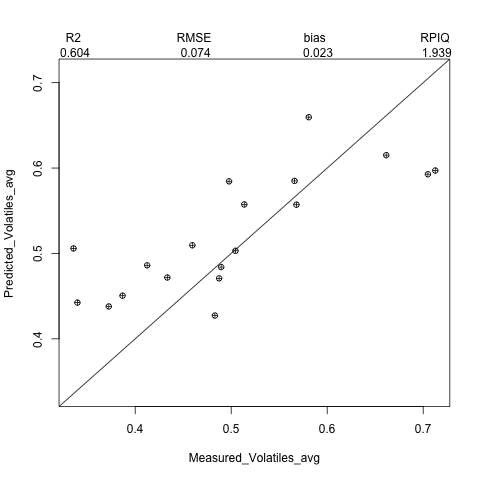 R2 RMSE bias RPIQ
0.604 0.074 0.023 1.939
0.7
0.6
0.5
0.4
Predicted_Volatiles_avg
0.4 0.5 0.6 0.7
Measured_Volatiles_avg